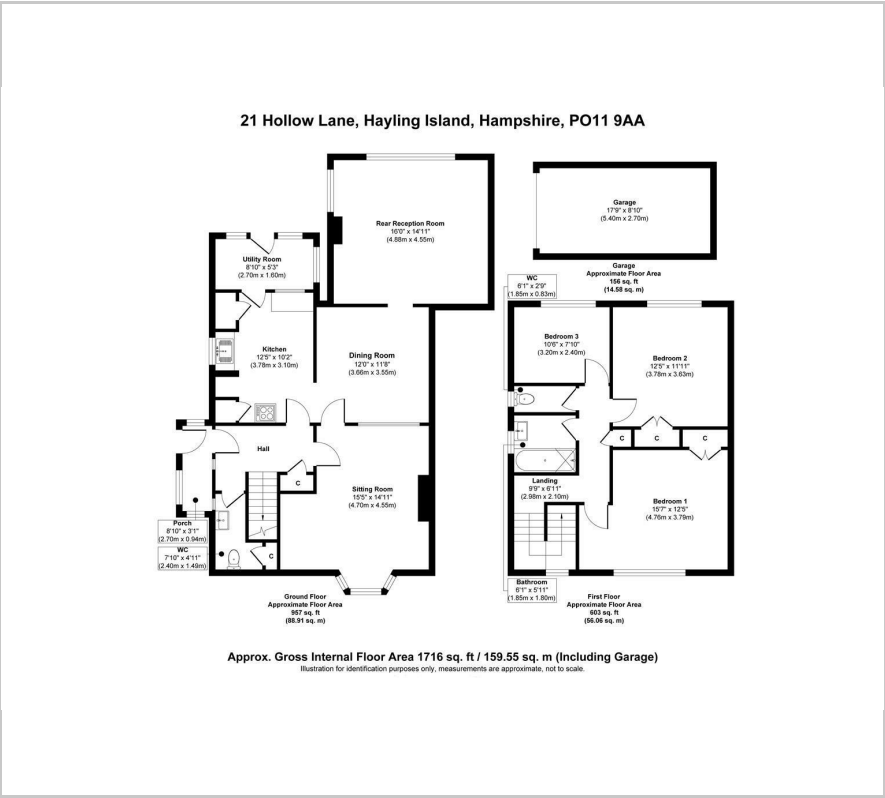 21 Hollow Lane, Hayling Island, Hampshire, PO11 9AA
Rear Reception Room
16'0" x 14'11"
(4.88m x 4.55m)
Garage
17'9" x 8'10"
(5.40m x 2.70m)
Garage
Approximate Floor Area
156 sq. ft
(14.58 sq. m)
Utility Room
8'10" x 5'3"
(2.70m x 1.60m)
Kitchen
12'5" x 10'2"
(3.78m x 3.10m)
Dining Room
12'0" x 11'8"
(3.66m x 3.55m)
Hall
C
Sitting Room
15'5" x 14'11"
(4.70m x 4.55m)
Porch
8'10" x 3'1"
(2.70m x 0.94m)
WC
7'10" x 4'11"
(2.40m x 1.49m)
C
Ground Floor
Approximate Floor Area
957 sq. ft
(88.91 sq. m)
WC
6'1" x 2'9"
(1.85m x 0.83m)
Bedroom 3
10'6" x 7'10"
(3.20m x 2.40m)
Bedroom 2
12'5" x 11'11"
(3.78m x 3.63m)
C
C
C
Landing
9'9" x 6'11"
(2.98m x 2.10m)
Bedroom 1
15'7" x 12'5"
(4.76m x 3.79m)
Bathroom
6'1" x 5'11"
(1.85m x 1.80m)
First Floor
Approximate Floor Area
603 sq. ft
(56.06 sq. m)
Approx. Gross Internal Floor Area 1716 sq. ft / 159.55 sq. m (Including Garage)
Illustration for identification purposes only, measurements are approximate, not to scale.